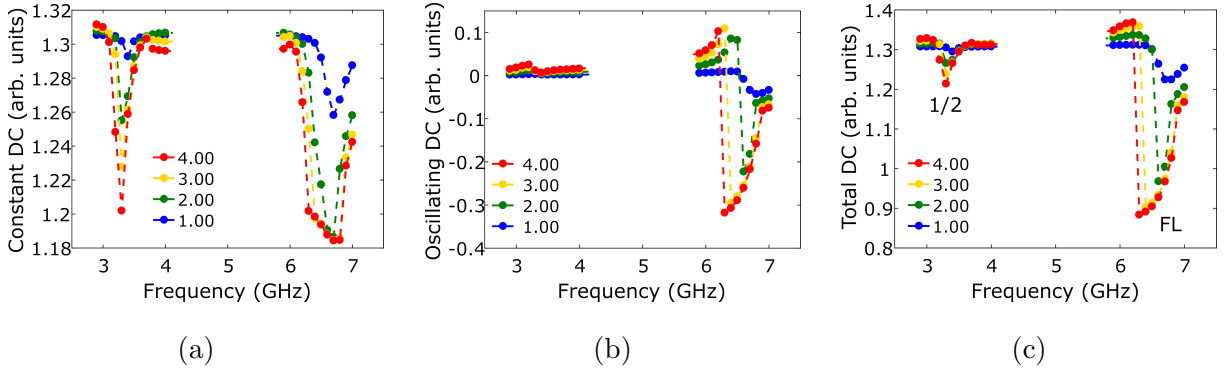 Constant DC (arb. units)
1.32
1.3
1.28
1.26
1.24
1.22
1.2
1.18
4.00
3.00
2.00
1.00
3 4 5 6 7
Frequency (GHz)
(a)
Oscillating DC (arb. units)
0.1
0
-0.1
-0.2
-0.3
-0.4
4.00
3.00
2.00
1.00
3 4 5 6 7
Frequency (GHz)
(b)
Total DC (arb. units)
1.4
1.3
1.2
1.1
1
0.9
0.8
1/2
4.00
3.00
2.00
1.00
FL
3 4 5 6 7
Frequency (GHz)
(c)